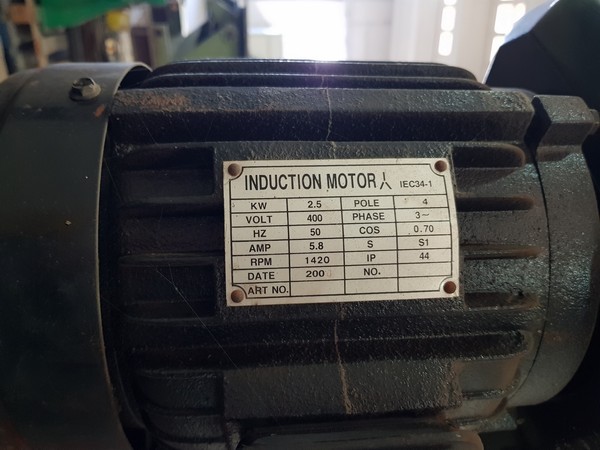 INDUCTION MOTOR IEC34-1
KW 2.5 POLE 4
VOLT 400 PHASE 3~
HZ 50 COS 0.70
AMP 5.8 S S1
RPM 1420 IP 44
DATE 200 NO.
ART NO.